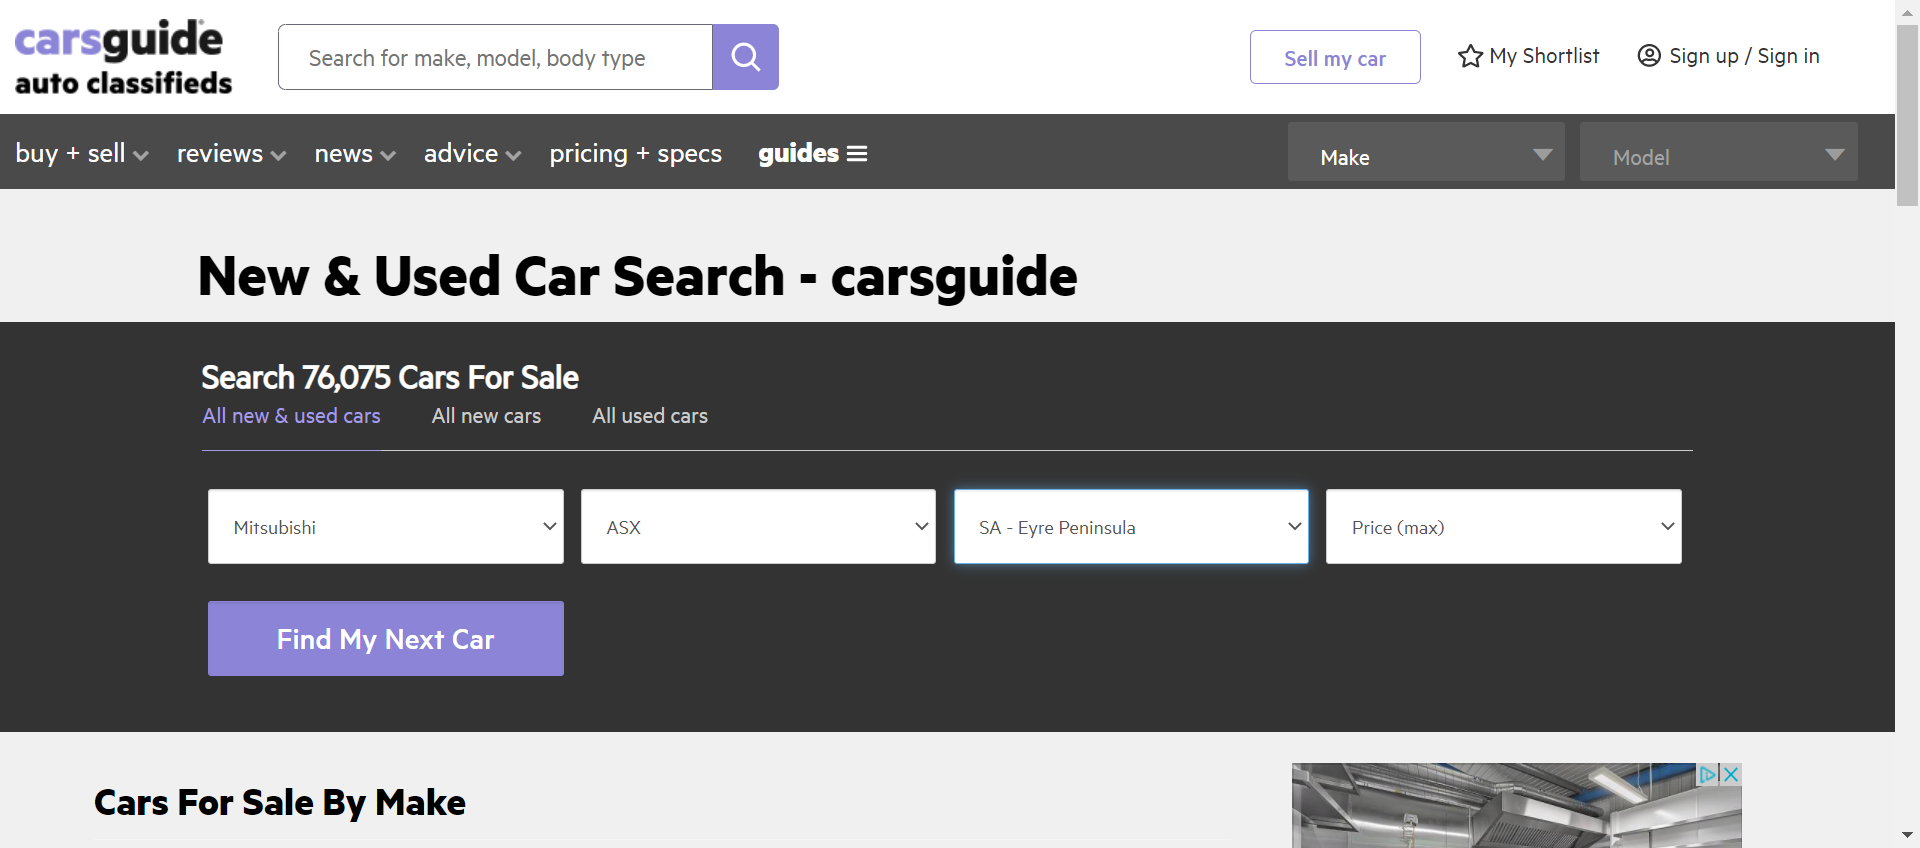 carsguide
auto classifieds
Search for make, model, body type
Sell my car
My Shortlist
Sign up / Sign in
buy + sell
reviews
news
advice
pricing + specs
guides
Make
Model
New & Used Car Search - carsguide
Search 76,075 Cars For Sale
All new & used cars
All new cars
All used cars
Mitsubishi
ASX
SA - Eyre Peninsula
Price (max)
Find My Next Car
Cars For Sale By Make